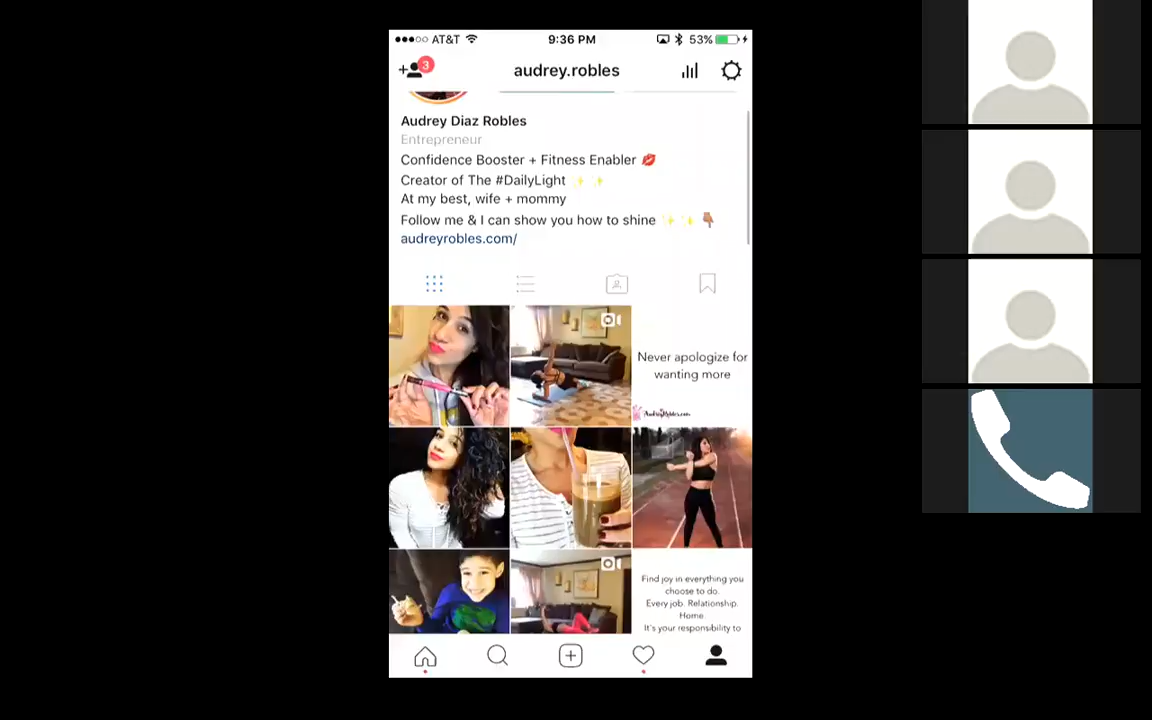 AT&T
9:36 PM
53%
3
audrey.robles
Audrey Diaz Robles
Entrepreneur
Confidence Booster + Fitness Enabler 💋
Creator of The #DailyLight ✨ ✨
At my best, wife + mommy
Follow me & I can show you how to shine ✨ ✨ 👇🏽
audreyrobles.com/
Never apologize for
wanting more
AudreyRobles.com
Find joy in everything you
choose to do.
Every job. Relationship.
Home.
It's your responsibility to